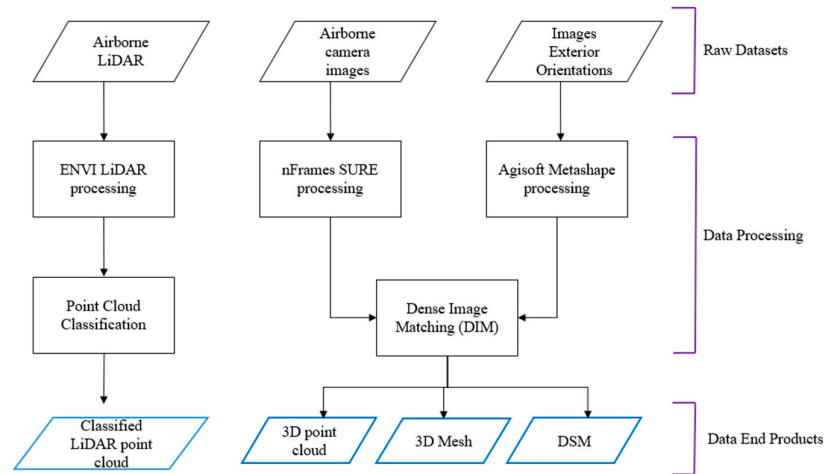 Airborne
LiDAR
Airborne
camera
images
Images
Exterior
Orientations
Raw Datasets
ENVI LiDAR
processing
nFrames SURE
processing
Agisoft Metashape
processing
Data Processing
Point Cloud
Classification
Dense Image
Matching (DIM)
Classified
LiDAR point
cloud
3D point
cloud
3D Mesh
DSM
Data End Products